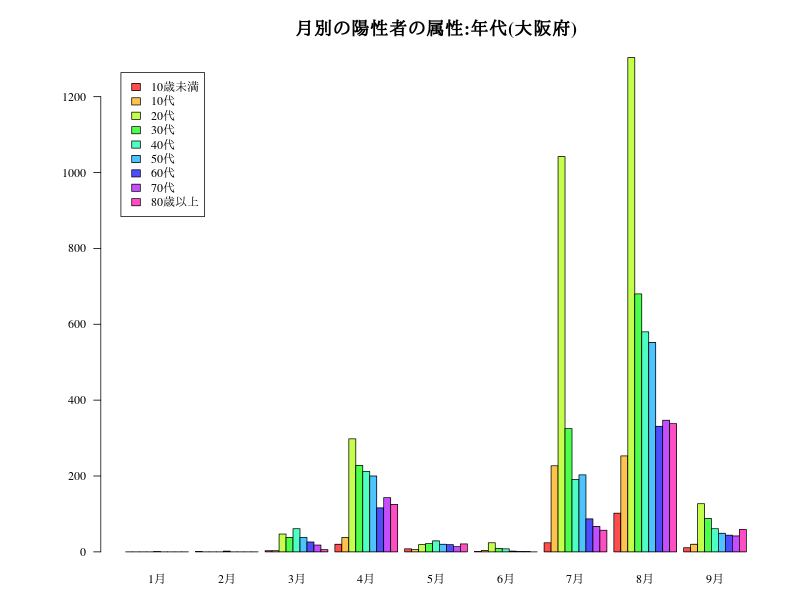 月別の陽性者の属性:年代(大阪府)
10歳未満
10代
20代
30代
40代
50代
60代
70代
80歳以上
1200
1000
800
600
400
200
0
1月 2月 3月 4月 5月 6月 7月 8月 9月